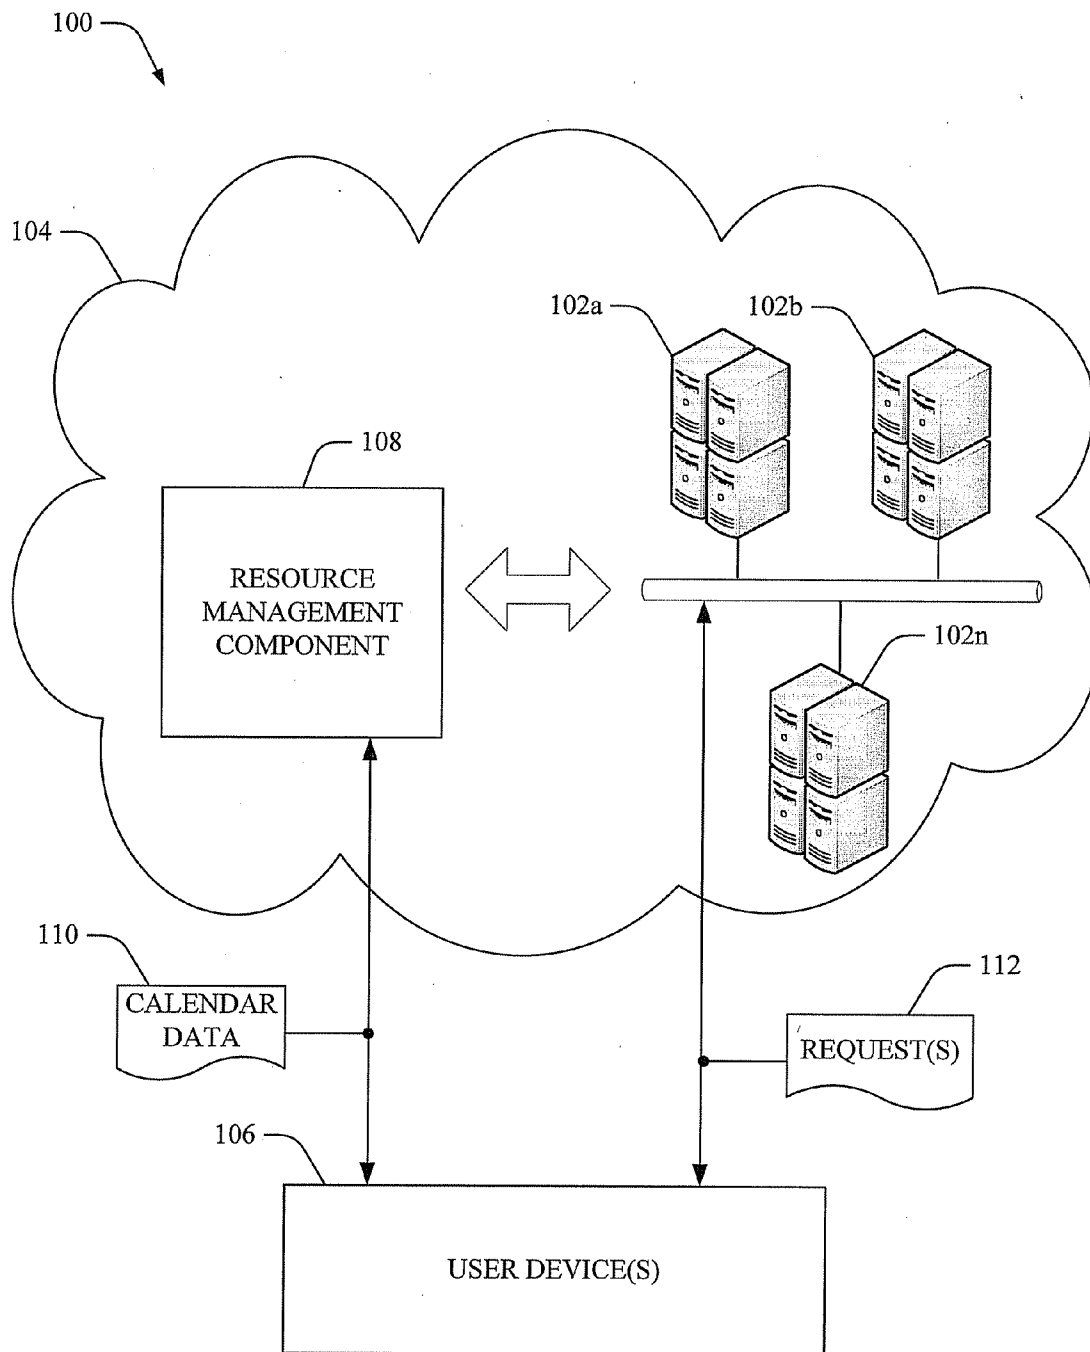 100
104
102a
102b
108
RESOURCE
MANAGEMENT
COMPONENT
102n
110
CALENDAR
DATA
112
REQUEST(S)
106
USER DEVICE(S)